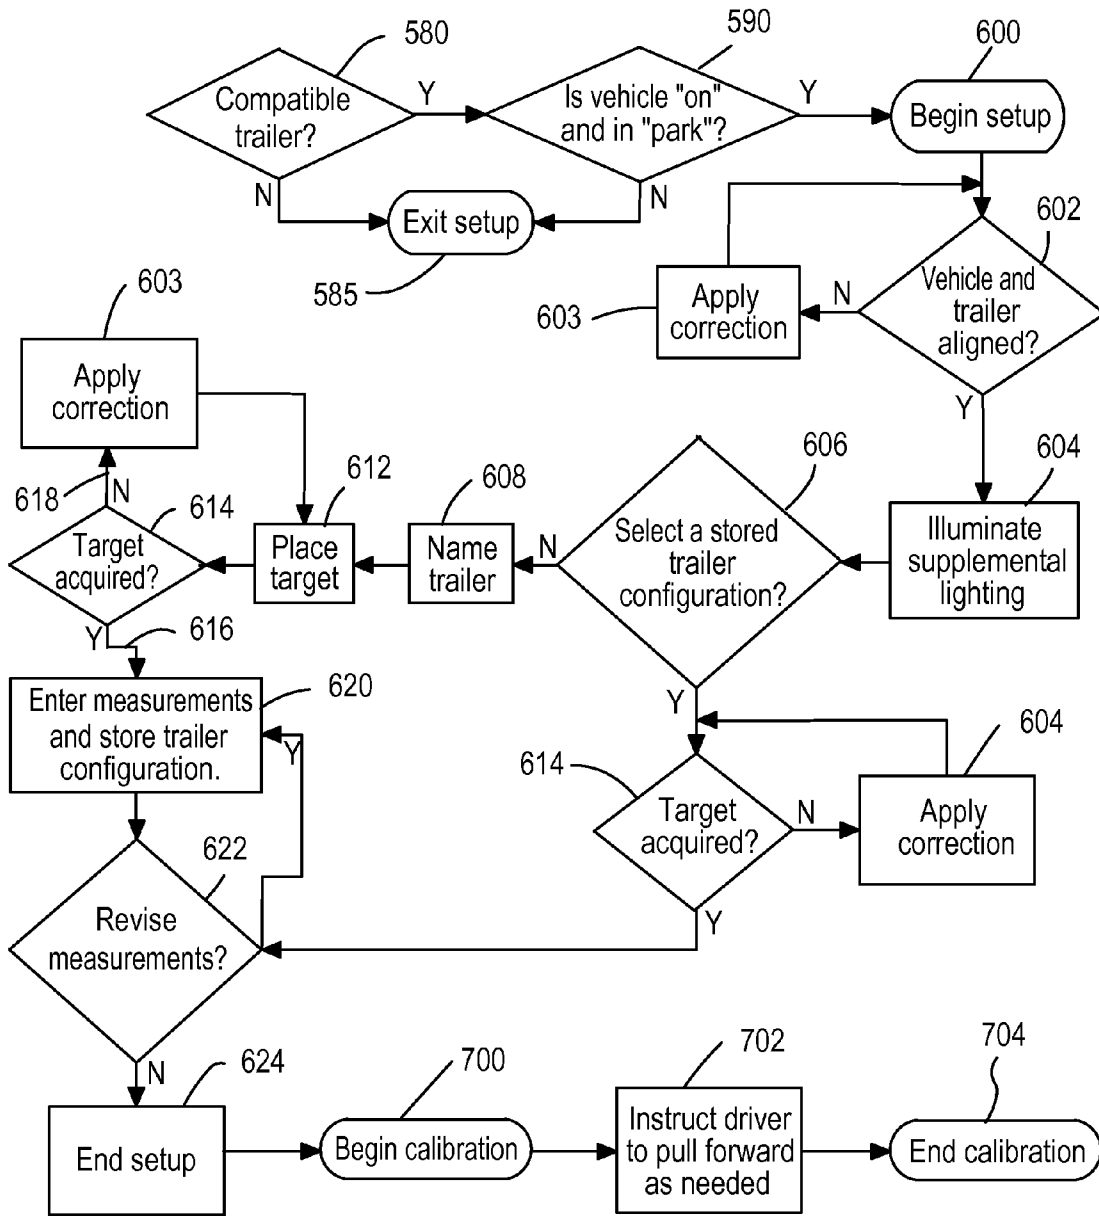 580
590
600
Compatible
trailer?
Y
Is vehicle "on"
and in "park"?
Y
Begin setup
N
Exit setup
N
585
602
Vehicle and
trailer
aligned?
N
603
Apply
correction
Y
603
Apply
correction
618
N
614
Target
acquired?
612
Place
target
608
Name
trailer
N
606
Select a stored
trailer
configuration?
604
Illuminate
supplemental
lighting
Y
616
Y
620
Enter measurements
and store trailer
configuration.
Y
614
Target
acquired?
N
604
Apply
correction
622
Revise
measurements?
Y
N
624
End setup
700
Begin calibration
702
Instruct driver
to pull forward
as needed
704
End calibration